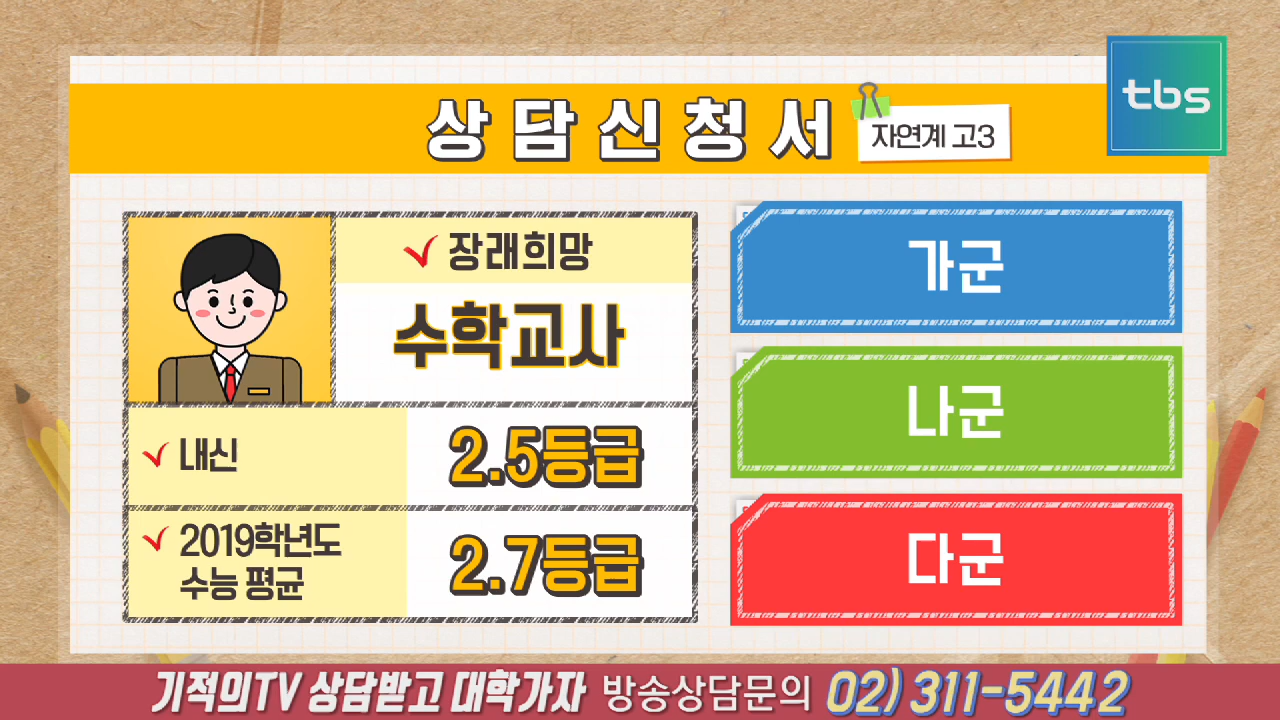 상담신청서
자연계 고3
tbs
장래희망
수학교사
내신
2.5등급
2019학년도
수능 평균
2.7등급
가군
나군
다군
기적의TV 상담받고 대학가자 방송상담문의 02) 311-5442